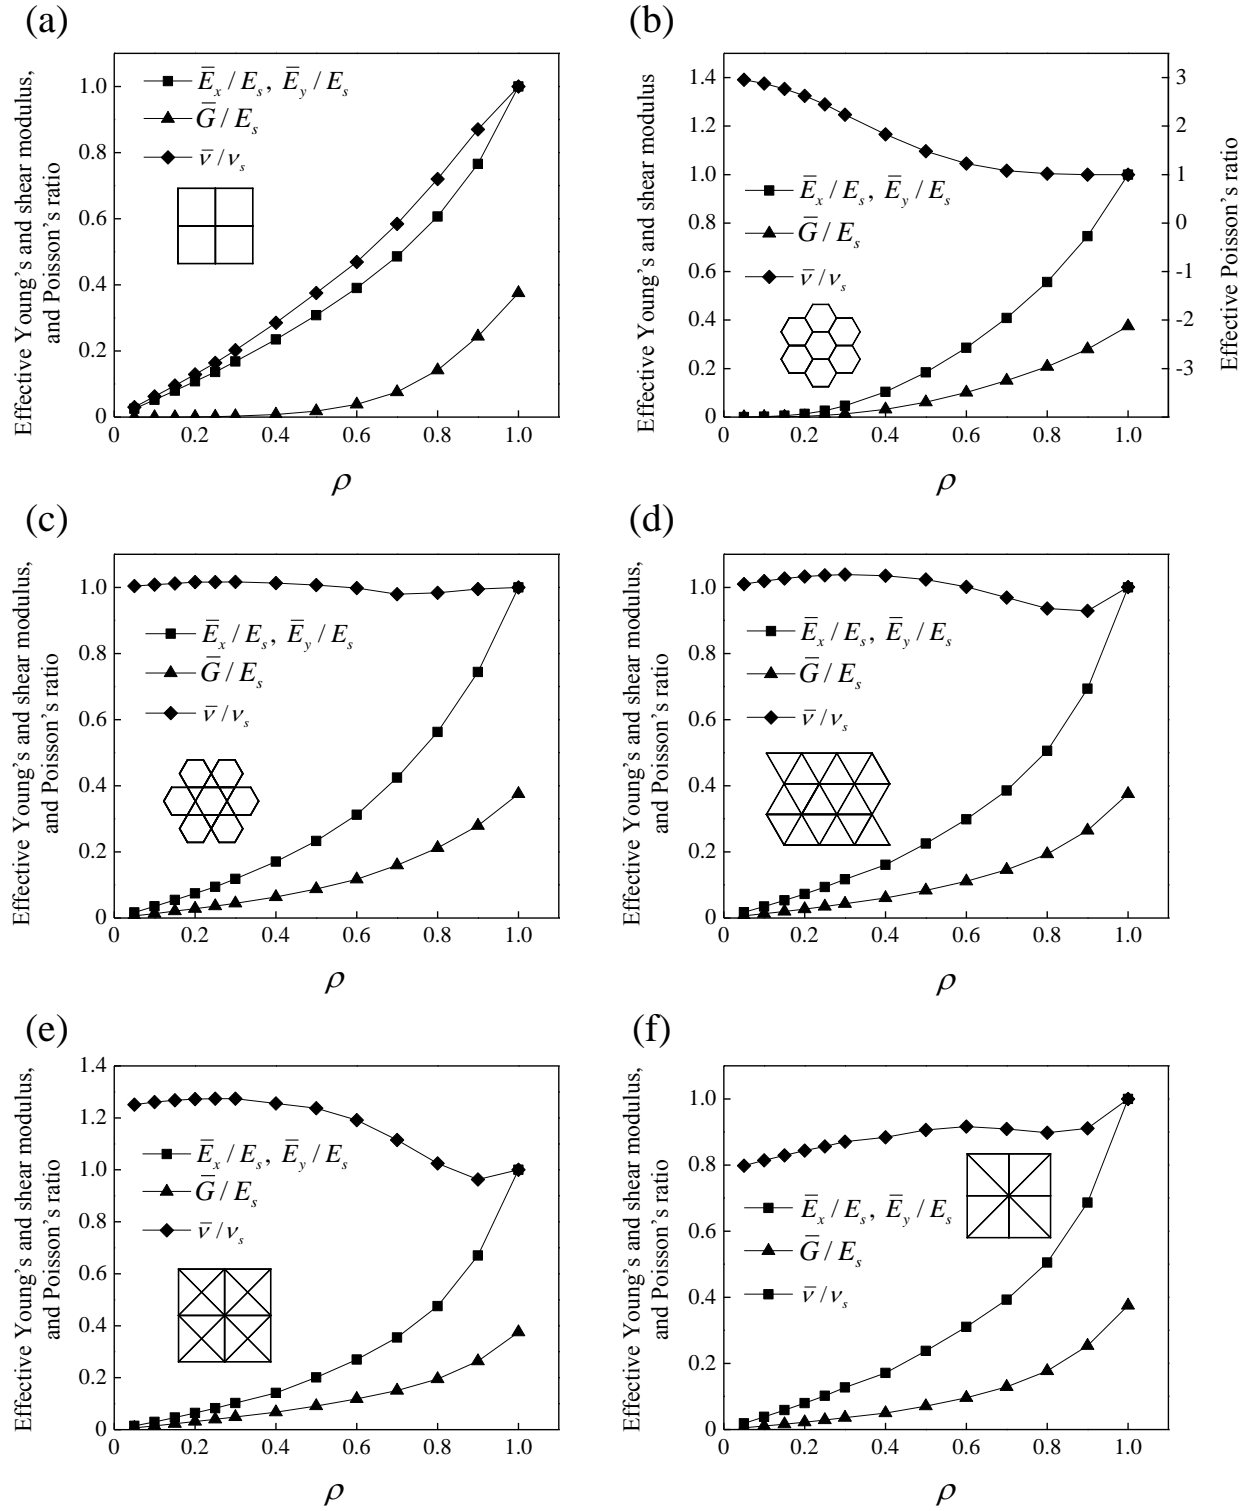 (a)
Effective Young's and shear modulus,
and Poisson's ratio
1.0
0.8
0.6
0.4
0.2
0
0 0.2 0.4 0.6 0.8 1.0
Ē_x / E_s, Ē_y / E_s
Ḡ / E_s
ν̄ / ν_s
ρ
(b)
Effective Young's and shear modulus
1.4
1.2
1.0
0.8
0.6
0.4
0.2
0
0 0.2 0.4 0.6 0.8 1.0
3
2
1
0
-1
-2
-3
Effective Poisson's ratio
Ē_x / E_s, Ē_y / E_s
Ḡ / E_s
ν̄ / ν_s
ρ
(c)
Effective Young's and shear modulus,
and Poisson's ratio
1.0
0.8
0.6
0.4
0.2
0
0 0.2 0.4 0.6 0.8 1.0
Ē_x / E_s, Ē_y / E_s
Ḡ / E_s
ν̄ / ν_s
ρ
(d)
Effective Young's and shear modulus,
and Poisson's ratio
1.0
0.8
0.6
0.4
0.2
0
0 0.2 0.4 0.6 0.8 1.0
Ē_x / E_s, Ē_y / E_s
Ḡ / E_s
ν̄ / ν_s
ρ
(e)
Effective Young's and shear modulus,
and Poisson's ratio
1.4
1.2
1.0
0.8
0.6
0.4
0.2
0
0 0.2 0.4 0.6 0.8 1.0
Ē_x / E_s, Ē_y / E_s
Ḡ / E_s
ν̄ / ν_s
ρ
(f)
Effective Young's and shear modulus,
and Poisson's ratio
1.0
0.8
0.6
0.4
0.2
0
0 0.2 0.4 0.6 0.8 1.0
Ē_x / E_s, Ē_y / E_s
Ḡ / E_s
ν̄ / ν_s
ρ